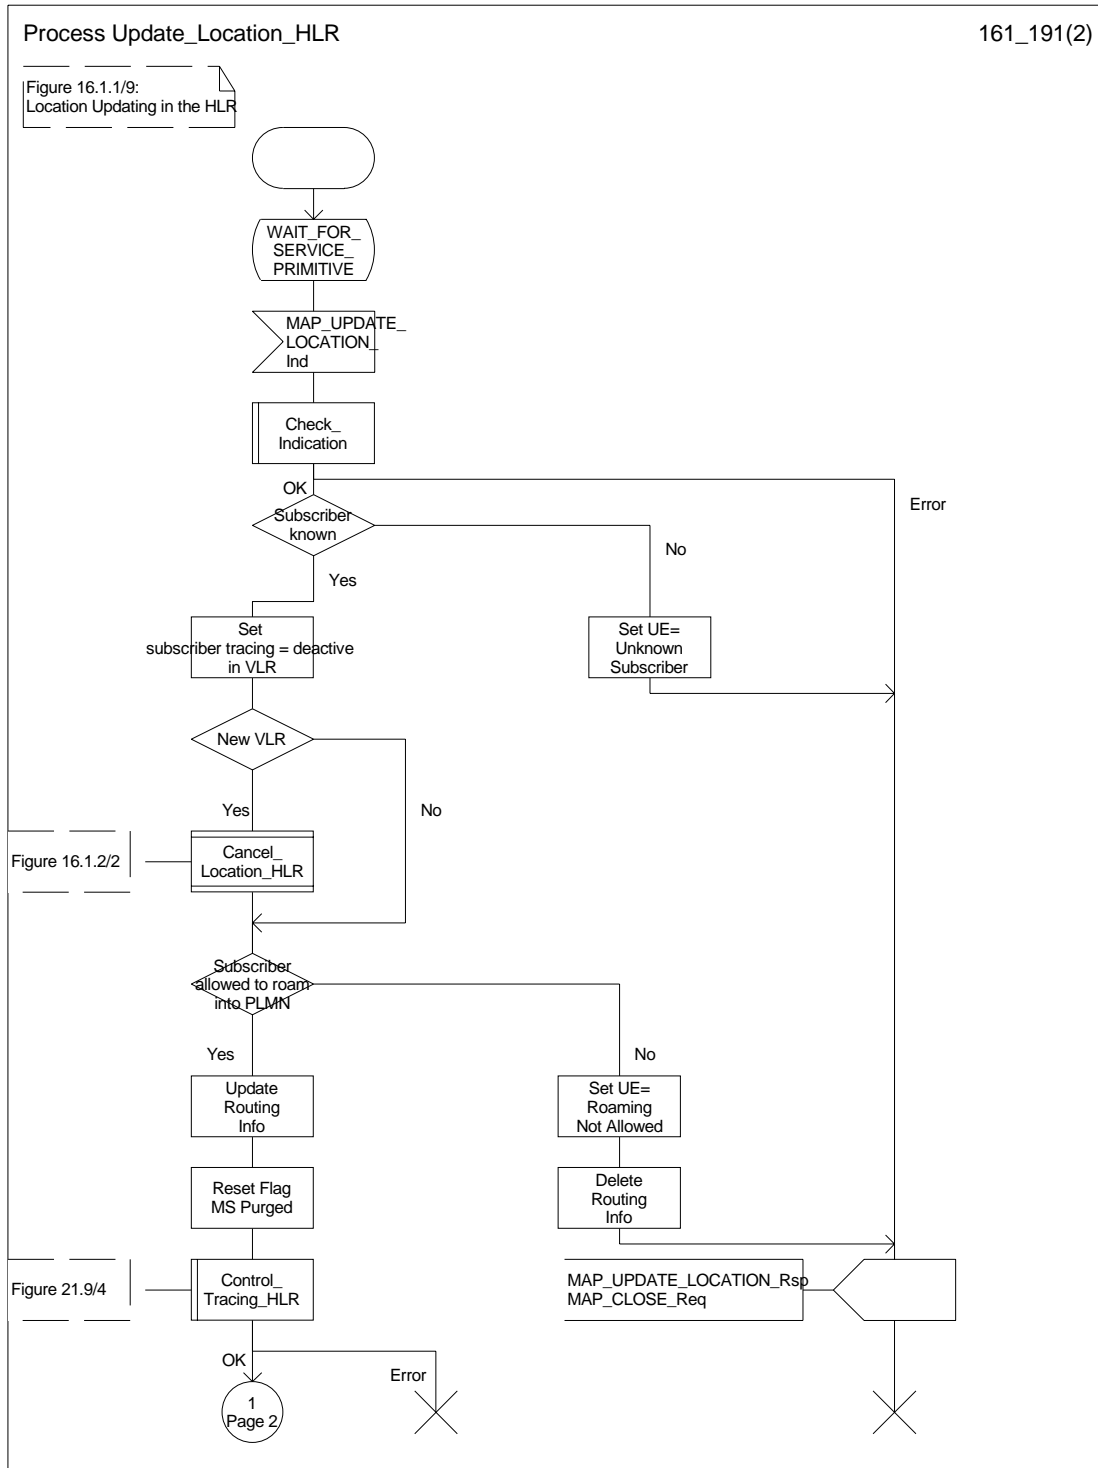 Process Update_Location_HLR
161_191(2)
Figure 16.1.1/9:
Location Updating in the HLR
WAIT_FOR_
SERVICE_
PRIMITIVE
MAP_UPDATE_
LOCATION_
Ind
Check_
Indication
OK
Error
Subscriber
known
No
Yes
Set
subscriber tracing = deactive
in VLR
Set UE=
Unknown
Subscriber
New VLR
Yes
No
Figure 16.1.2/2
Cancel_
Location_HLR
Subscriber
allowed to roam
into PLMN
Yes
No
Update
Routing
Info
Set UE=
Roaming
Not Allowed
Reset Flag
MS Purged
Delete
Routing
Info
Figure 21.9/4
Control_
Tracing_HLR
MAP_UPDATE_LOCATION_Rsp
MAP_CLOSE_Req
OK
Error
1
Page 2